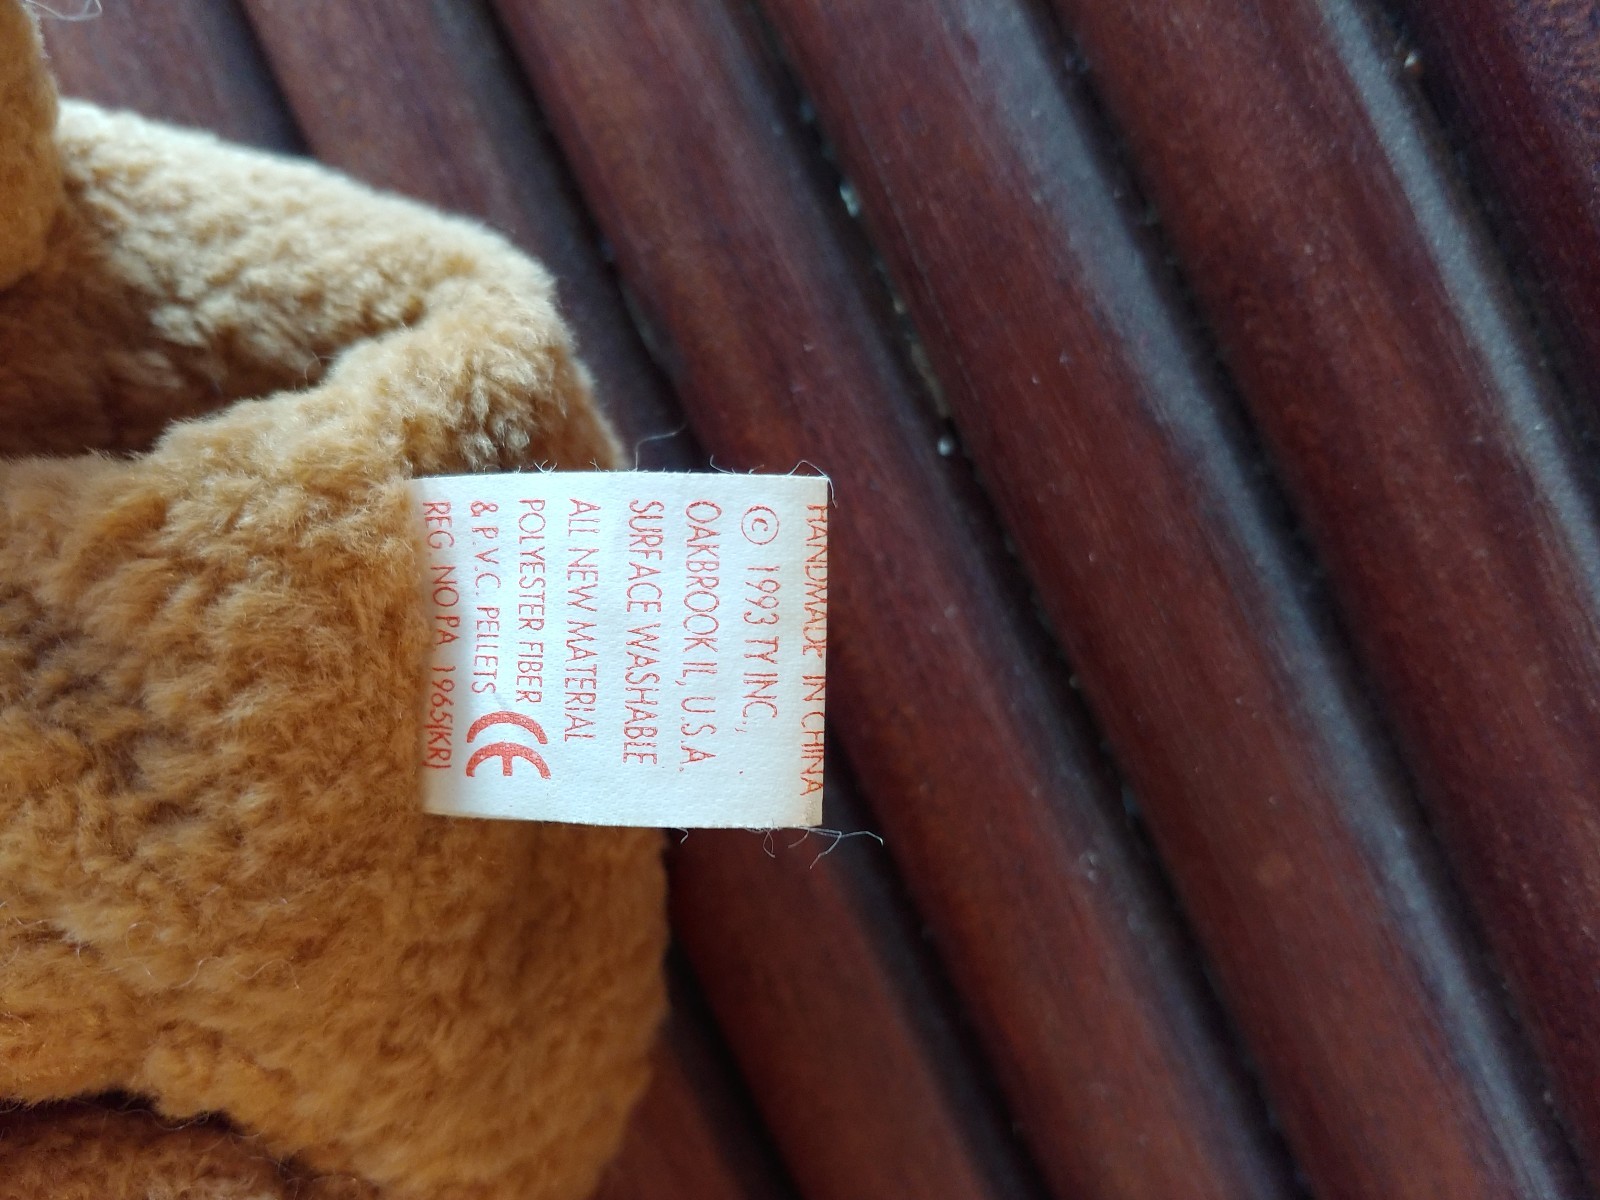 HANDMADE IN CHINA
© 1993 TY INC.,
OAKBROOK IL, U.S.A.
SURFACE WASHABLE
ALL NEW MATERIAL
POLYESTER FIBER
& P.V.C. PELLETS CE
REG. NO PA. 1965(KR)